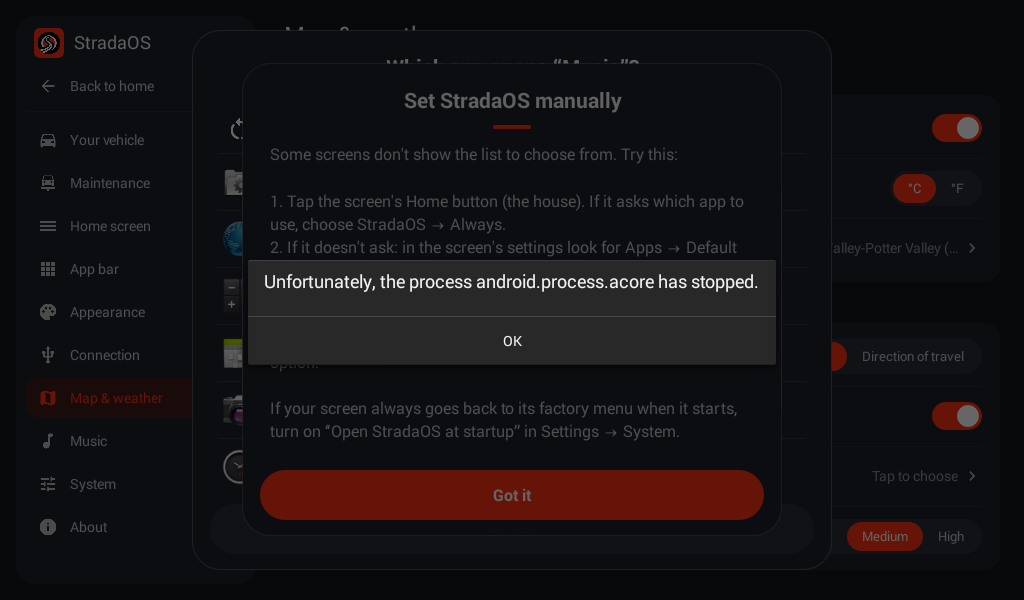 StradaOS
Back to home
Your vehicle
Maintenance
Home screen
App bar
Appearance
Connection
Map & weather
Music
System
About
Set StradaOS manually
Some screens don't show the list to choose from. Try this:
1. Tap the screen's Home button (the house). If it asks which app to
use, choose StradaOS → Always.
2. If it doesn't ask: in the screen's settings look for Apps → Default
Unfortunately, the process android.process.acore has stopped.
OK
option.
If your screen always goes back to its factory menu when it starts,
turn on “Open StradaOS at startup” in Settings → System.
Got it
°C
°F
alley-Potter Valley (...
Direction of travel
Tap to choose
Medium
High